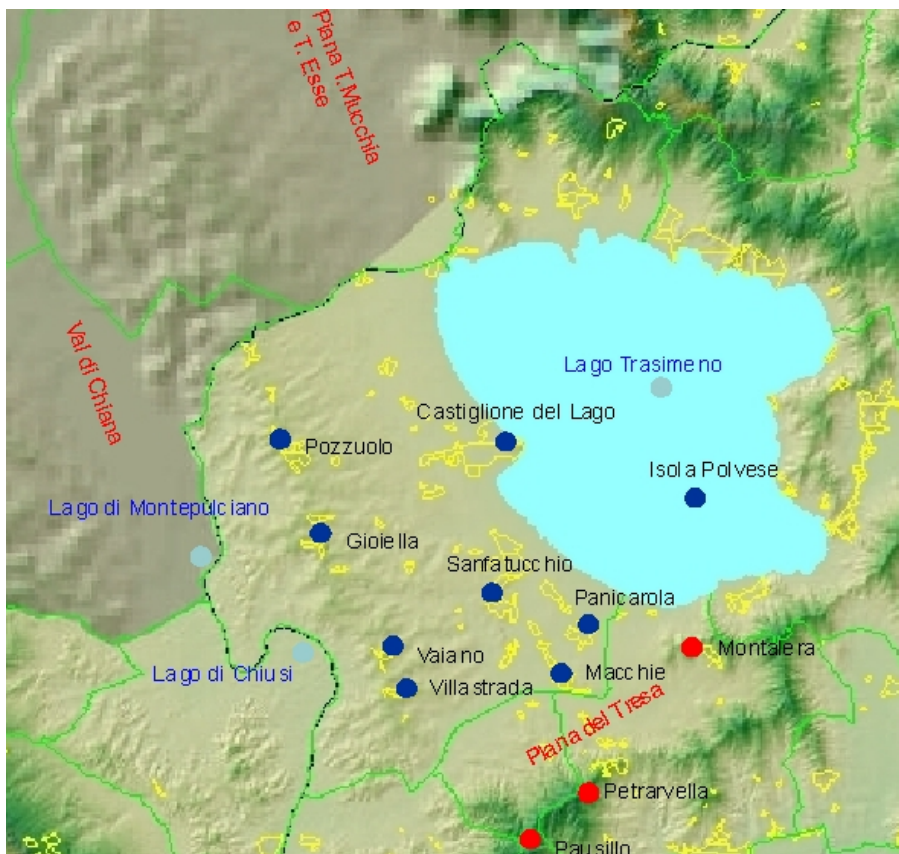 Piana T.Mucchia
e T. Esse
Val di Chiana
Lago Trasimeno
Castiglione del Lago
Pozzuolo
Isola Polvese
Lago di Montepulciano
Gioiella
Sanfatucchio
Panicarola
Vaiano
Montalera
Lago di Chiusi
Macchie
Villastrada
Piana del Tresa
Petrarvella
Pausillo